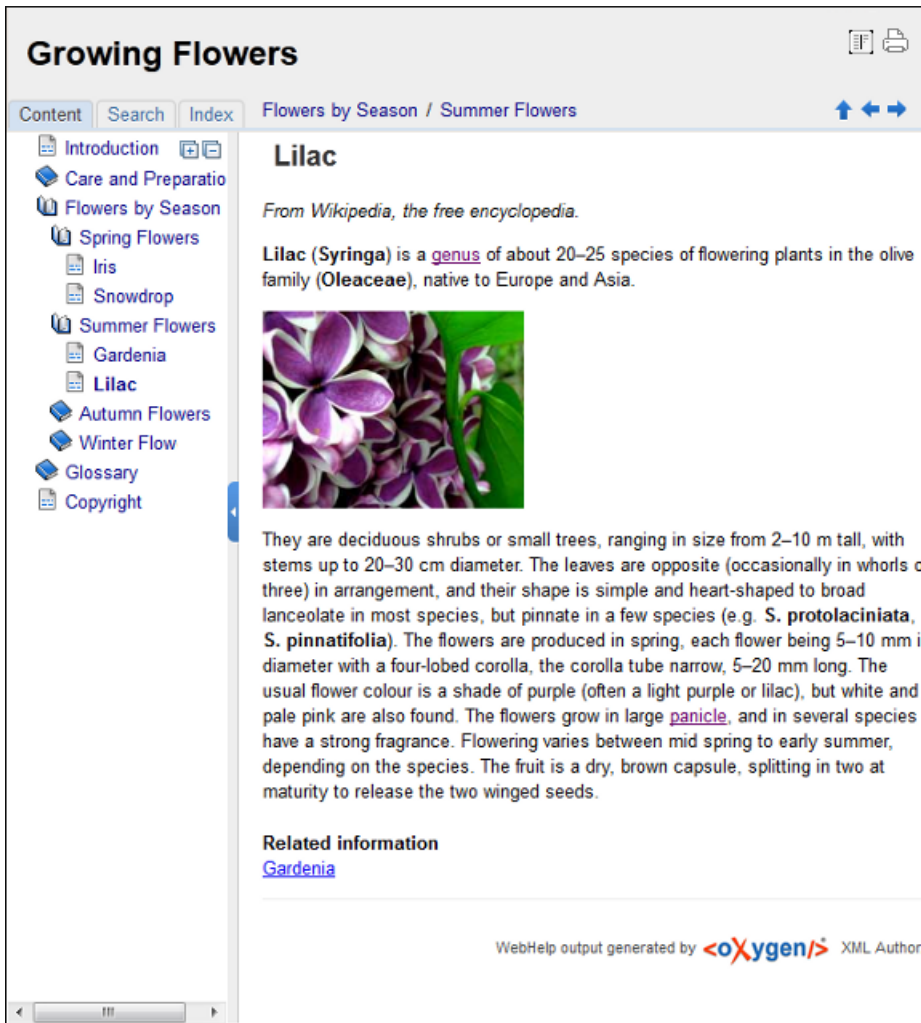 Growing Flowers
Content
Search
Index
Flowers by Season / Summer Flowers
Introduction
Care and Preparatio
Flowers by Season
Spring Flowers
Iris
Snowdrop
Summer Flowers
Gardenia
Lilac
Autumn Flowers
Winter Flow
Glossary
Copyright
Lilac
From Wikipedia, the free encyclopedia.
Lilac (Syringa) is a genus of about 20–25 species of flowering plants in the olive
family (Oleaceae), native to Europe and Asia.
They are deciduous shrubs or small trees, ranging in size from 2–10 m tall, with
stems up to 20–30 cm diameter. The leaves are opposite (occasionally in whorls o
three) in arrangement, and their shape is simple and heart-shaped to broad
lanceolate in most species, but pinnate in a few species (e.g. S. protolaciniata,
S. pinnatifolia). The flowers are produced in spring, each flower being 5–10 mm i
diameter with a four-lobed corolla, the corolla tube narrow, 5–20 mm long. The
usual flower colour is a shade of purple (often a light purple or lilac), but white and
pale pink are also found. The flowers grow in large panicle, and in several species
have a strong fragrance. Flowering varies between mid spring to early summer,
depending on the species. The fruit is a dry, brown capsule, splitting in two at
maturity to release the two winged seeds.
Related information
Gardenia
WebHelp output generated by <oXygen/> XML Author